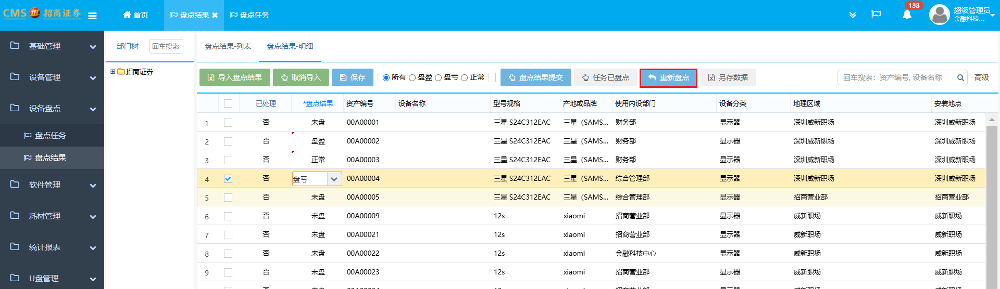 CMS 招商证券
首页
盘点结果
盘点任务
133
超级管理员
金融科技...
基础管理
设备管理
设备盘点
盘点任务
盘点结果
软件管理
耗材管理
统计报表
U盘管理
部门树 回车搜索
招商证券
盘点结果-列表 盘点结果-明细
导入盘点结果 取消导入 保存 所有 盘盈 盘亏 正常 盘点结果提交 任务已盘点 重新盘点 另存数据 回车搜索：资产编号, 设备名称 高级
已处理 *盘点结果 资产编号 设备名称 型号规格 产地或品牌 使用内设部门 设备分类 地理区域 安装地点
1 否 未盘 00A00001 三星 S24C312EAC 三星（SAMS... 财务部 显示器 深圳威新职场 深圳威新职场
2 否 盘盈 00A00002 三星 S24C312EAC 三星（SAMS... 财务部 显示器 深圳威新职场 深圳威新职场
3 否 正常 00A00003 三星 S24C312EAC 三星（SAMS... 财务部 显示器 深圳威新职场 深圳威新职场
4 否 盘亏 00A00004 三星 S24C312EAC 三星（SAMS... 综合管理部 显示器 深圳威新职场 深圳威新职场
5 否 未盘 00A00005 三星 S24C312EAC 三星（SAMS... 综合管理部 显示器 招商营业部 招商营业部
6 否 未盘 00A00009 12s xiaomi 招商营业部 显示器 威新职场 威新职场
7 否 未盘 00A00021 12s xiaomi 招商营业部 显示器 威新职场 威新职场
8 否 未盘 00A00022 12s xiaomi 金融科技中心 显示器 威新职场 威新职场
9 否 未盘 00A00023 12s xiaomi 招商营业部 显示器 威新职场 威新职场